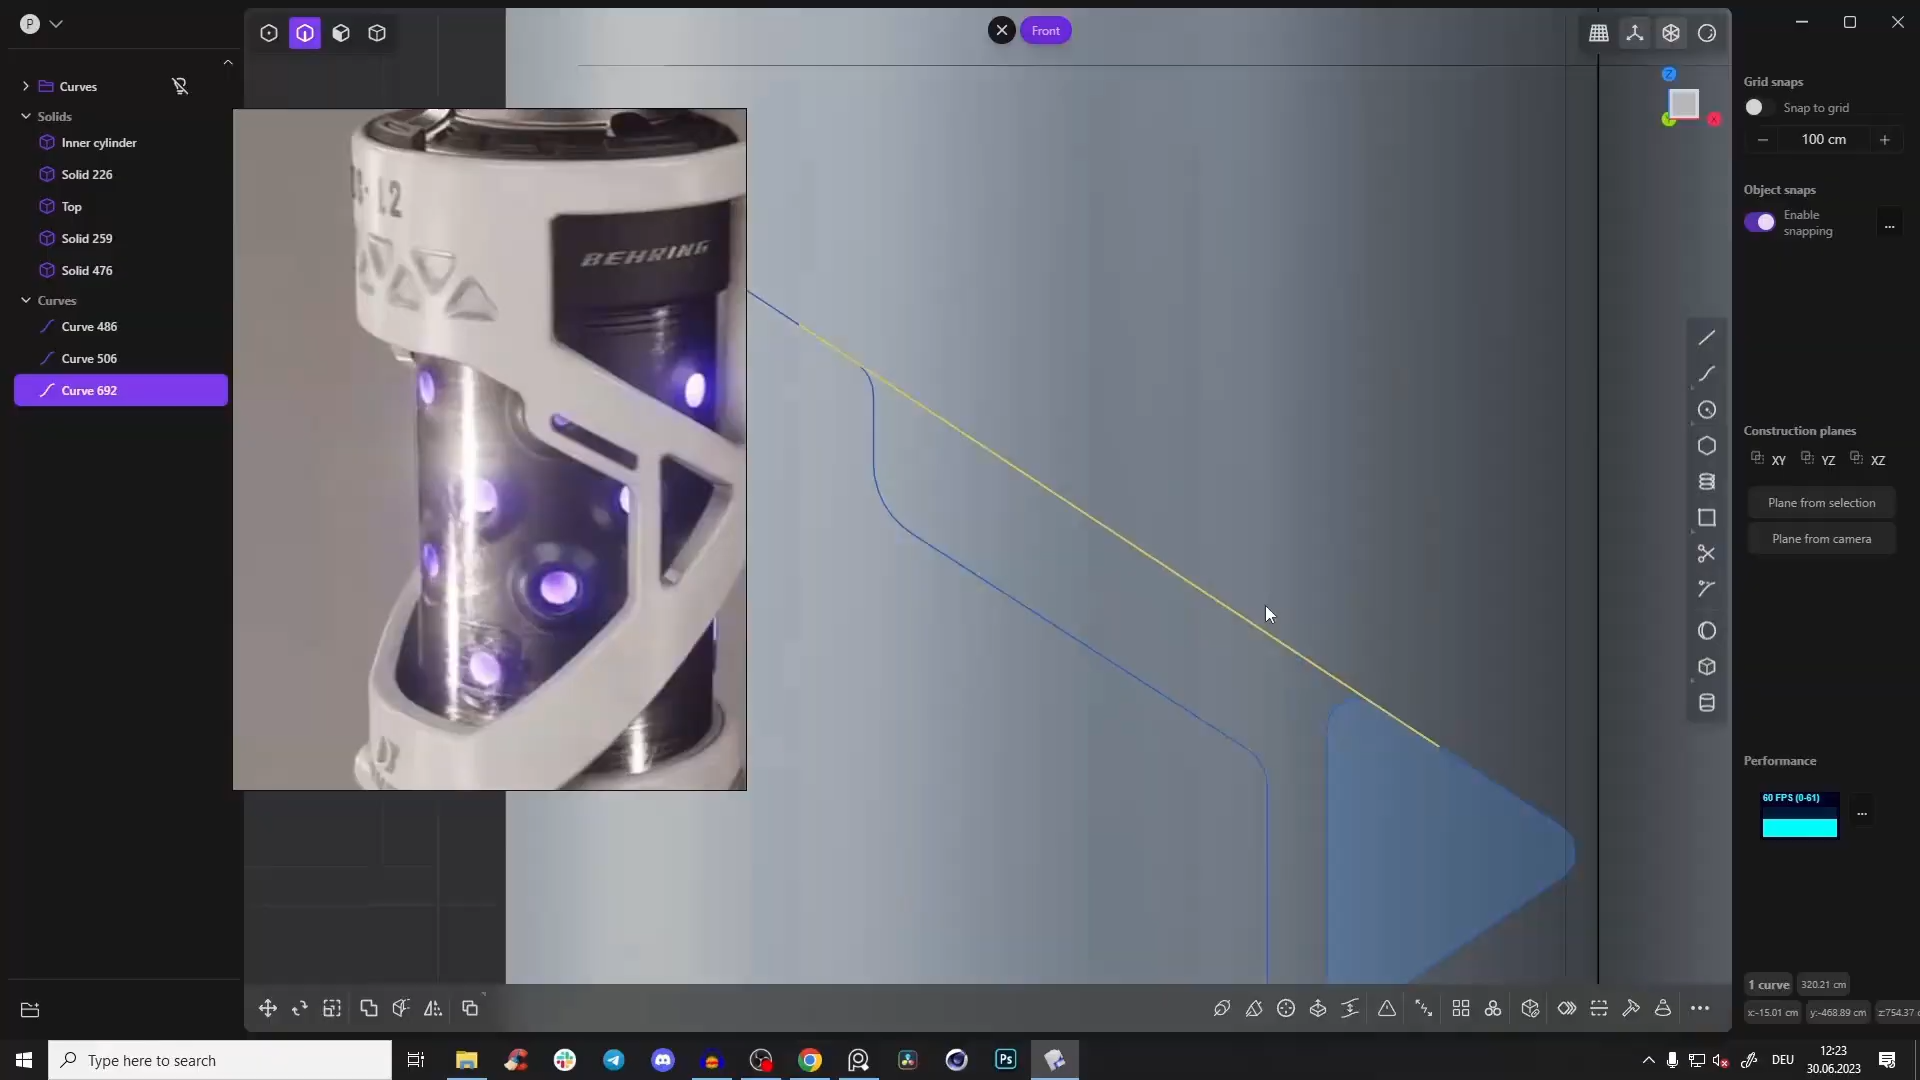 P
Front
Curves
Solids
Inner cylinder
Solid 226
Top
Solid 259
Solid 476
Curves
Curve 486
Curve 506
Curve 692
BEHRING
Z
X
Grid snaps
Snap to grid
100 cm
Object snaps
Enable
snapping
...
Construction planes
XY
YZ
XZ
Plane from selection
Plane from camera
Performance
60 FPS (0-61)
...
1 curve
320.21 cm
x:-15.01 cm
y:-468.89 cm
z:754.37
Type here to search
Ps
DEU
12:23
30.06.2023